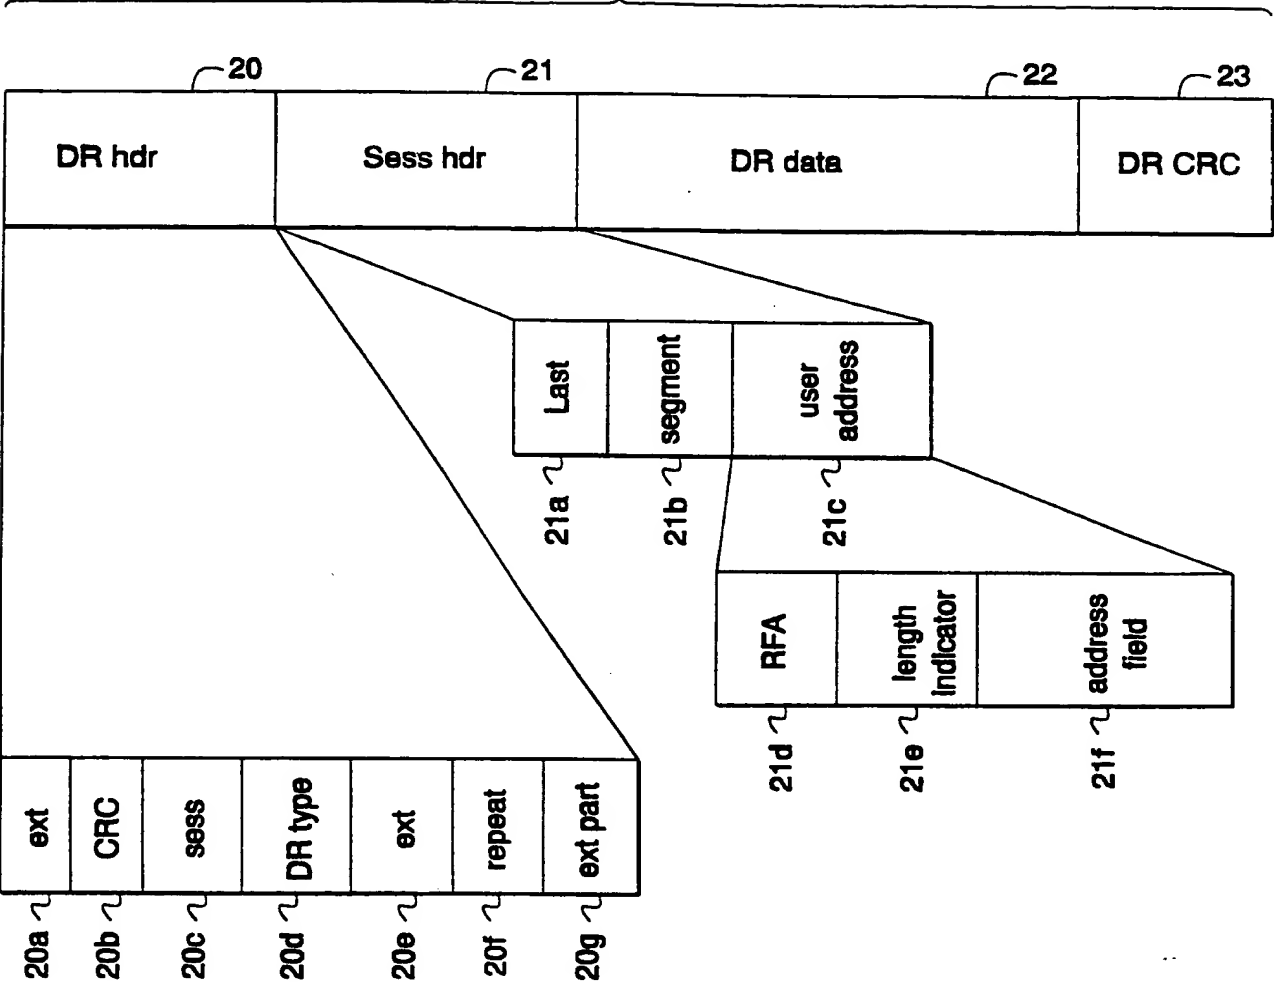 20
21
22
23
DR hdr
Sess hdr
DR data
DR CRC
Last
segment
user
address
21a
21b
21c
RFA
length
indicator
address
field
21d
21e
21f
ext
CRC
sess
DR type
ext
repeat
ext part
20a
20b
20c
20d
20e
20f
20g